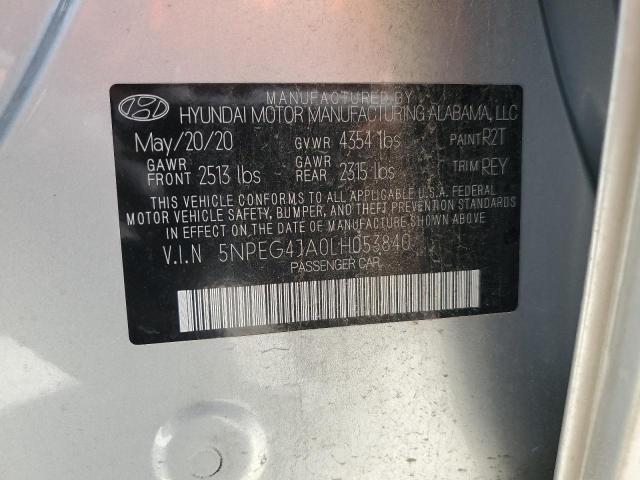 MANUFACTURED BY
HYUNDAI MOTOR MANUFACTURING ALABAMA, LLC
May/20/20 GVWR 4354 lbs PAINT R2T
GAWR FRONT 2513 lbs GAWR REAR 2315 lbs TRIM REY
THIS VEHICLE CONFORMS TO ALL APPLICABLE U.S.A. FEDERAL
MOTOR VEHICLE SAFETY, BUMPER, AND THEFT PREVENTION STANDARDS
IN EFFECT ON THE DATE OF MANUFACTURE SHOWN ABOVE.
V.I.N 5NPEG4JA0LH053840
PASSENGER CAR